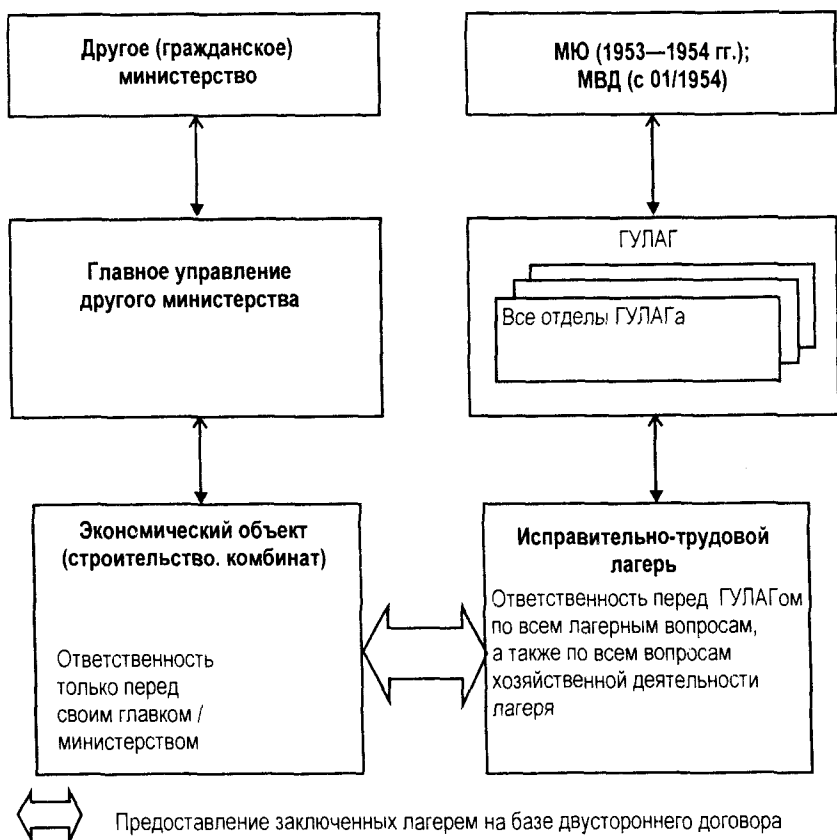 Другое (гражданское)
министерство
МЮ (1953—1954 гг.);
МВД (с 01/1954)
Главное управление
другого министерства
ГУЛАГ
Все отделы ГУЛАГа
Экономический объект
(строительство. комбинат)
Ответственность
только перед
своим главком /
министерством
Исправительно-трудовой
лагерь
Ответственность перед ГУЛАГом
по всем лагерным вопросам,
а также по всем вопросам
хозяйственной деятельности
лагеря
Предоставление заключенных лагерем на базе двустороннего договора